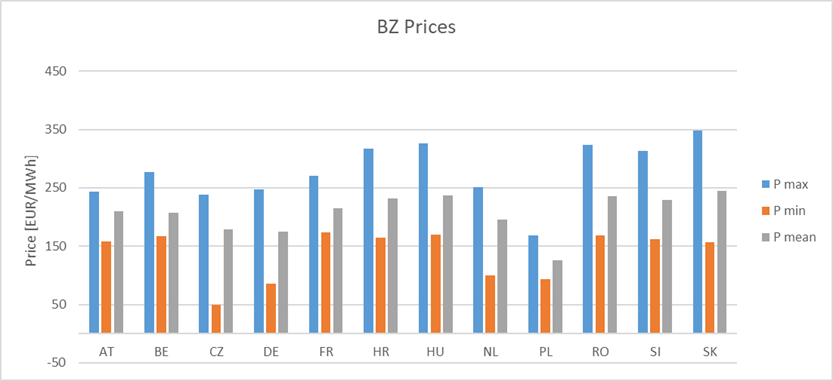 BZ Prices
450
350
250
150
50
-50
Price [EUR/MWh]
AT BE CZ DE FR HR HU NL PL RO SI SK
P max
P min
P mean